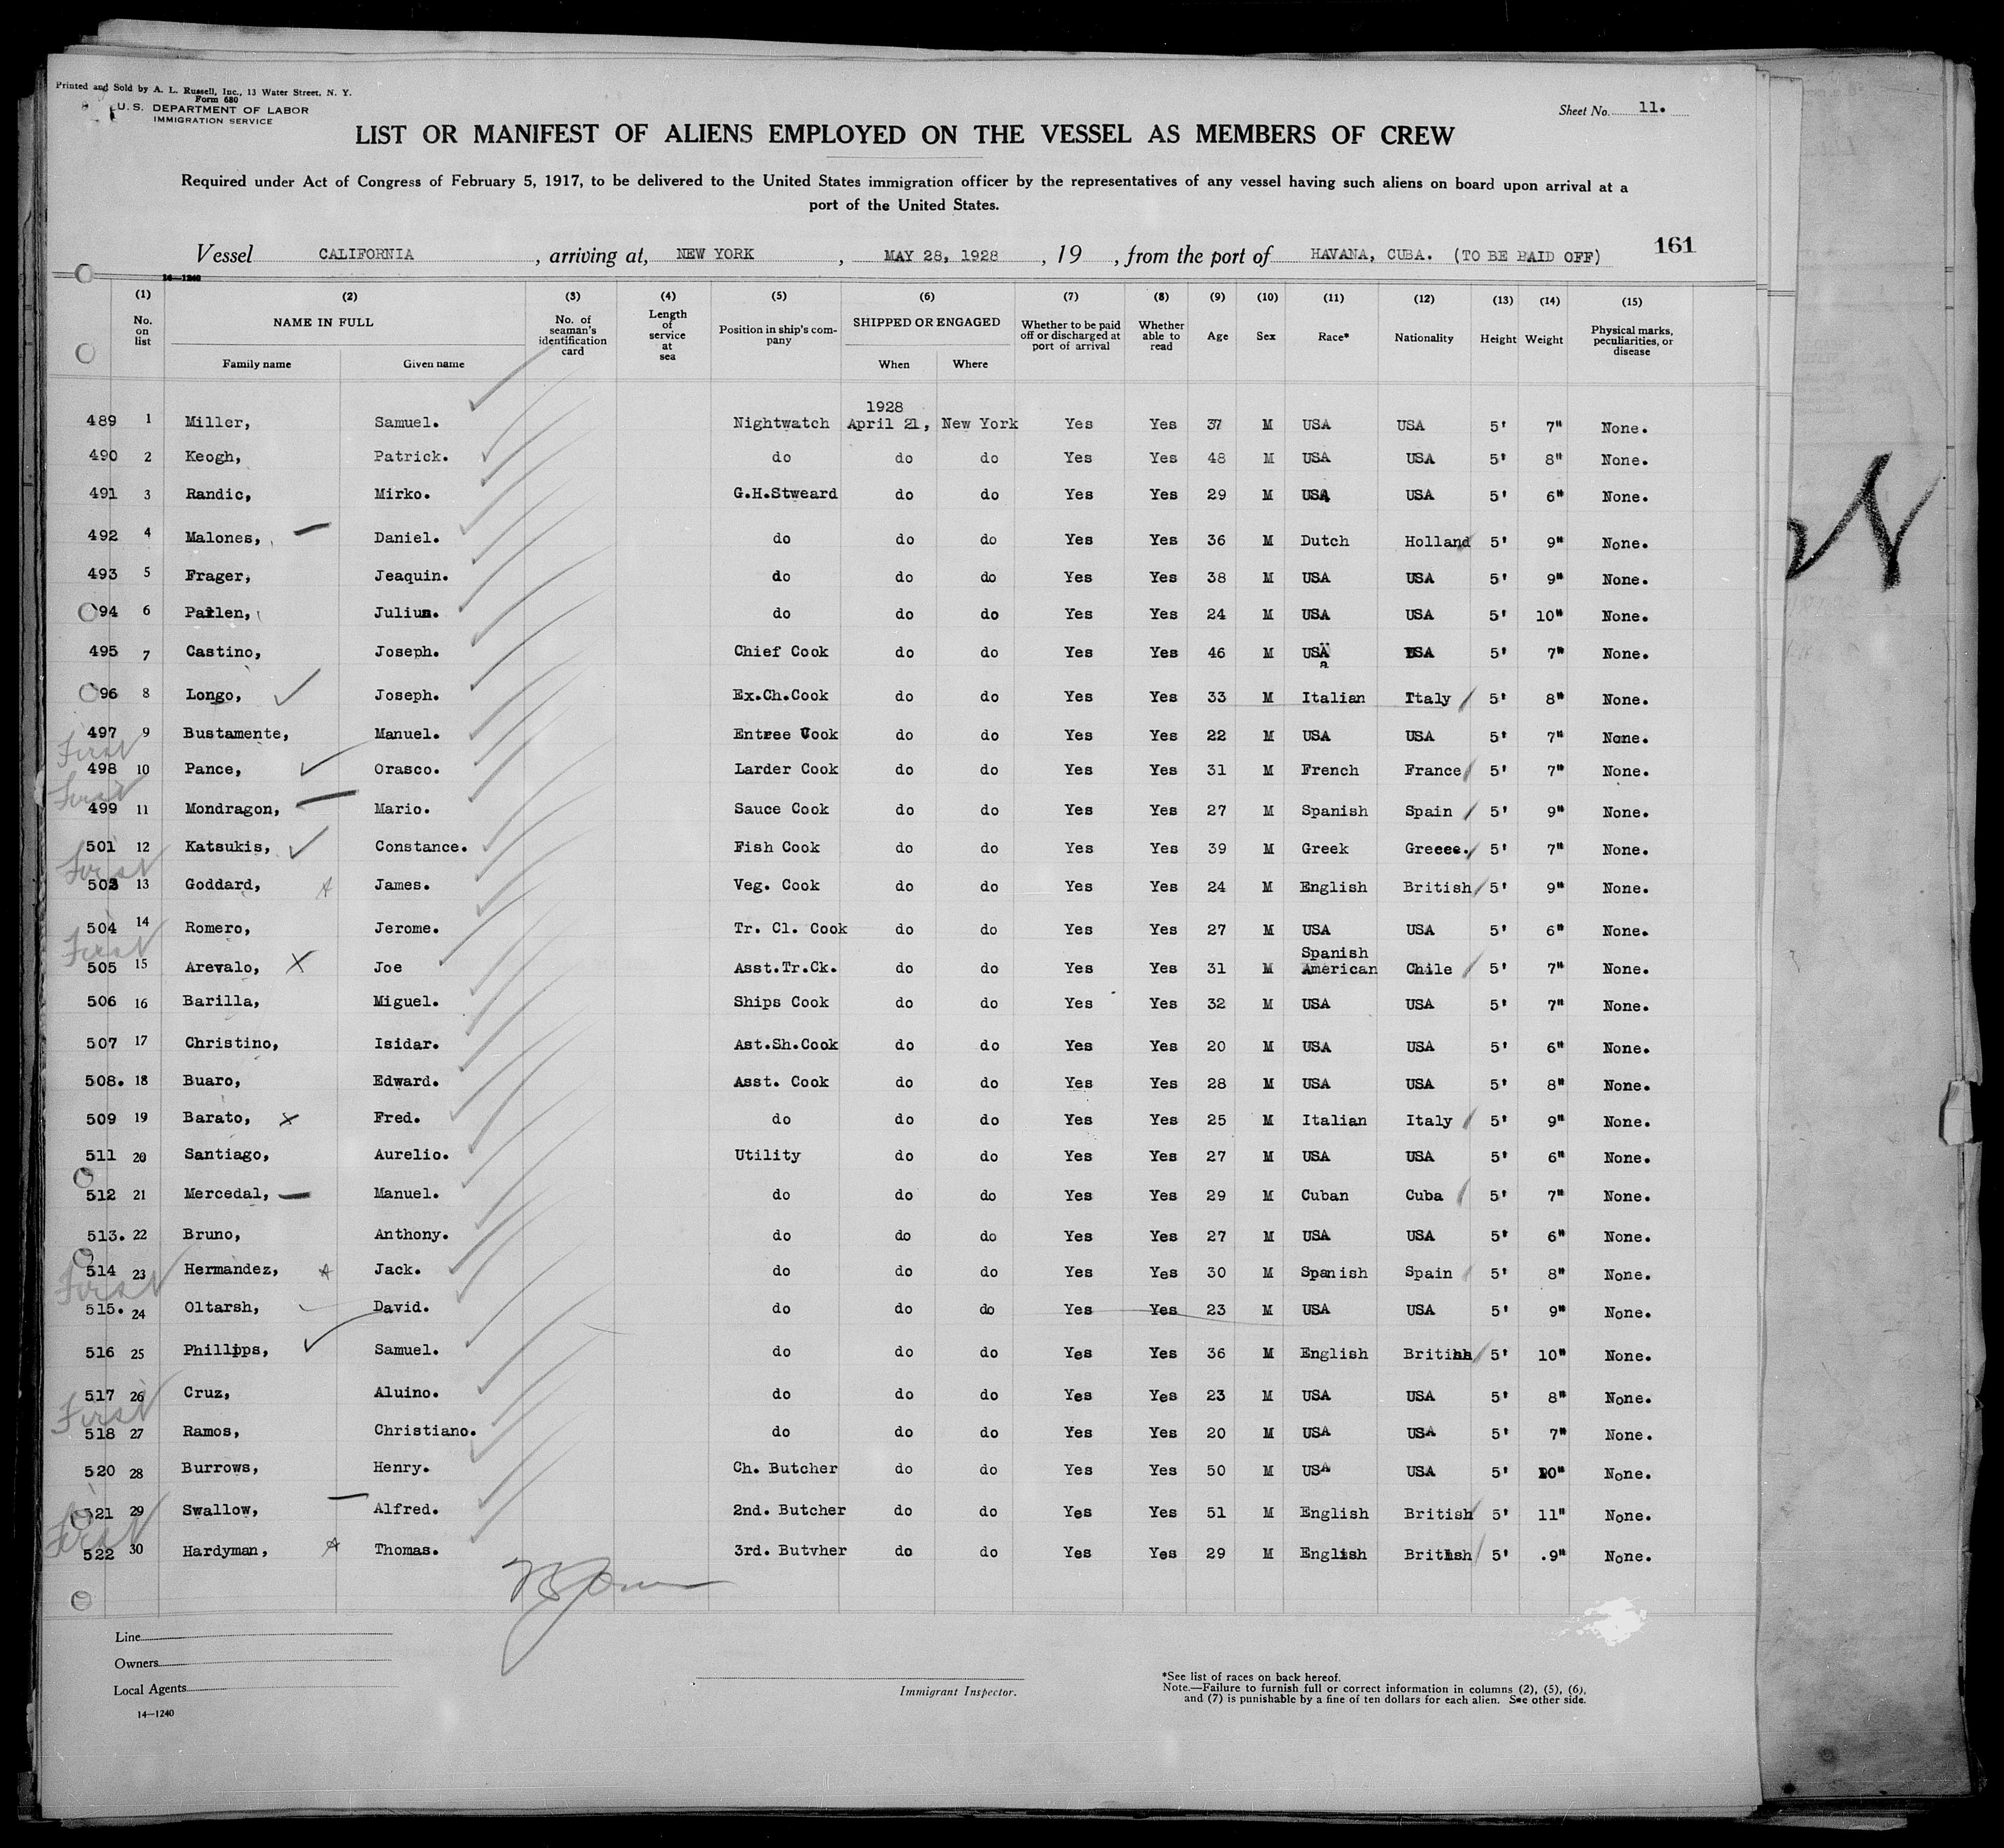 Printed and Sold by A. L. Russell, Inc., 13 Water Street, N. Y.
Form 680
U. S. DEPARTMENT OF LABOR
IMMIGRATION SERVICE
Sheet No. 11.
LIST OR MANIFEST OF ALIENS EMPLOYED ON THE VESSEL AS MEMBERS OF CREW
Required under Act of Congress of February 5, 1917, to be delivered to the United States immigration officer by the representatives of any vessel having such aliens on board upon arrival at a
port of the United States.
161
Vessel CALIFORNIA, arriving at, NEW YORK, MAY 28, 1928, 19 , from the port of HAVANA, CUBA. (TO BE PAID OFF)
14—1240
(1) (2) (3) (4) (5) (6) (7) (8) (9) (10) (11) (12) (13) (14) (15)
No. on list NAME IN FULL Family name Given name No. of seaman's identification card Length of service at sea Position in ship's company SHIPPED OR ENGAGED When Where Whether to be paid off or discharged at port of arrival Whether able to read Age Sex Race* Nationality Height Weight Physical marks, peculiarities, or disease
1928
489 1 Miller, Samuel. Nightwatch April 21, New York Yes Yes 37 M USA USA 5' 7" None.
490 2 Keogh, Patrick. do do do Yes Yes 48 M USA USA 5' 8" None.
491 3 Randic, Mirko. G.H.Stweard do do Yes Yes 29 M USA USA 5' 6" None.
492 4 Malones, Daniel. do do do Yes Yes 36 M Dutch Holland 5' 9" None.
493 5 Frager, Jeaquin. do do do Yes Yes 38 M USA USA 5' 9" None.
94 6 Julius. do do do Yes Yes 24 M USA USA 5' 10" None.
495 7 Castino, Joseph. Chief Cook do do Yes Yes 46 M USA USA 5' 7" None.
96 8 Longo, Joseph. Ex.Ch.Cook do do Yes Yes 33 M Italian Italy 5' 8" None.
497 9 Bustamente, Manuel. Entree Cook do do Yes Yes 22 M USA USA 5' 7" None.
First
498 10 Pance, Orasco. Larder Cook do do Yes Yes 31 M French France 5' 7" None.
First
499 11 Mondragon, Mario. Sauce Cook do do Yes Yes 27 M Spanish Spain 5' 9" None.
501 12 Katsukis, Constance. Fish Cook do do Yes Yes 39 M Greek Greece. 5' 7" None.
First
503 13 Goddard, James. Veg. Cook do do Yes Yes 24 M English British 5' 9" None.
504 14 Romero, Jerome. Tr. Cl. Cook do do Yes Yes 27 M USA USA 5' 6" None.
First
Spanish
505 15 Arevalo, Joe Asst.Tr.Ck. do do Yes Yes 31 M American Chile 5' 7" None.
506 16 Barilla, Miguel. Ships Cook do do Yes Yes 32 M USA USA 5' 7" None.
507 17 Christino, Isidar. Ast.Sh.Cook do do Yes Yes 20 M USA USA 5' 6" None.
508. 18 Buaro, Edward. Asst. Cook do do Yes Yes 28 M USA USA 5' 8" None.
509 19 Barato, Fred. do do do Yes Yes 25 M Italian Italy 5' 9" None.
511 20 Santiago, Aurelio. Utility do do Yes Yes 27 M USA USA 5' 6" None.
512 21 Mercedal, Manuel. do do do Yes Yes 29 M Cuban Cuba 5' 7" None.
513. 22 Bruno, Anthony. do do do Yes Yes 27 M USA USA 5' 6" None.
514 23 Hermandez, Jack. do do do Yes Yes 30 M Spanish Spain 5' 8" None.
First
515. 24 Oltarsh, David. do do do Yes Yes 23 M USA USA 5' 9" None.
516 25 Phillipps, Samuel. do do do Yes Yes 36 M English British 5' 10" None.
517 26 Cruz, Aluino. do do do Yes Yes 23 M USA USA 5' 8" None.
First
518 27 Ramos, Christiano. do do do Yes Yes 20 M USA USA 5' 7" None.
520 28 Burrows, Henry. Ch. Butcher do do Yes Yes 50 M USA USA 5' 10" None.
521 29 Swallow, Alfred. 2nd. Butcher do do Yes Yes 51 M English British 5' 11" None.
First
522 30 Hardyman, Thomas. 3rd. Butvher do do Yes Yes 29 M English British 5' .9" None.
Line
Owners
Local Agents
14—1240
Immigrant Inspector.
*See list of races on back hereof.
Note.—Failure to furnish full or correct information in columns (2), (5), (6),
and (7) is punishable by a fine of ten dollars for each alien. See other side.